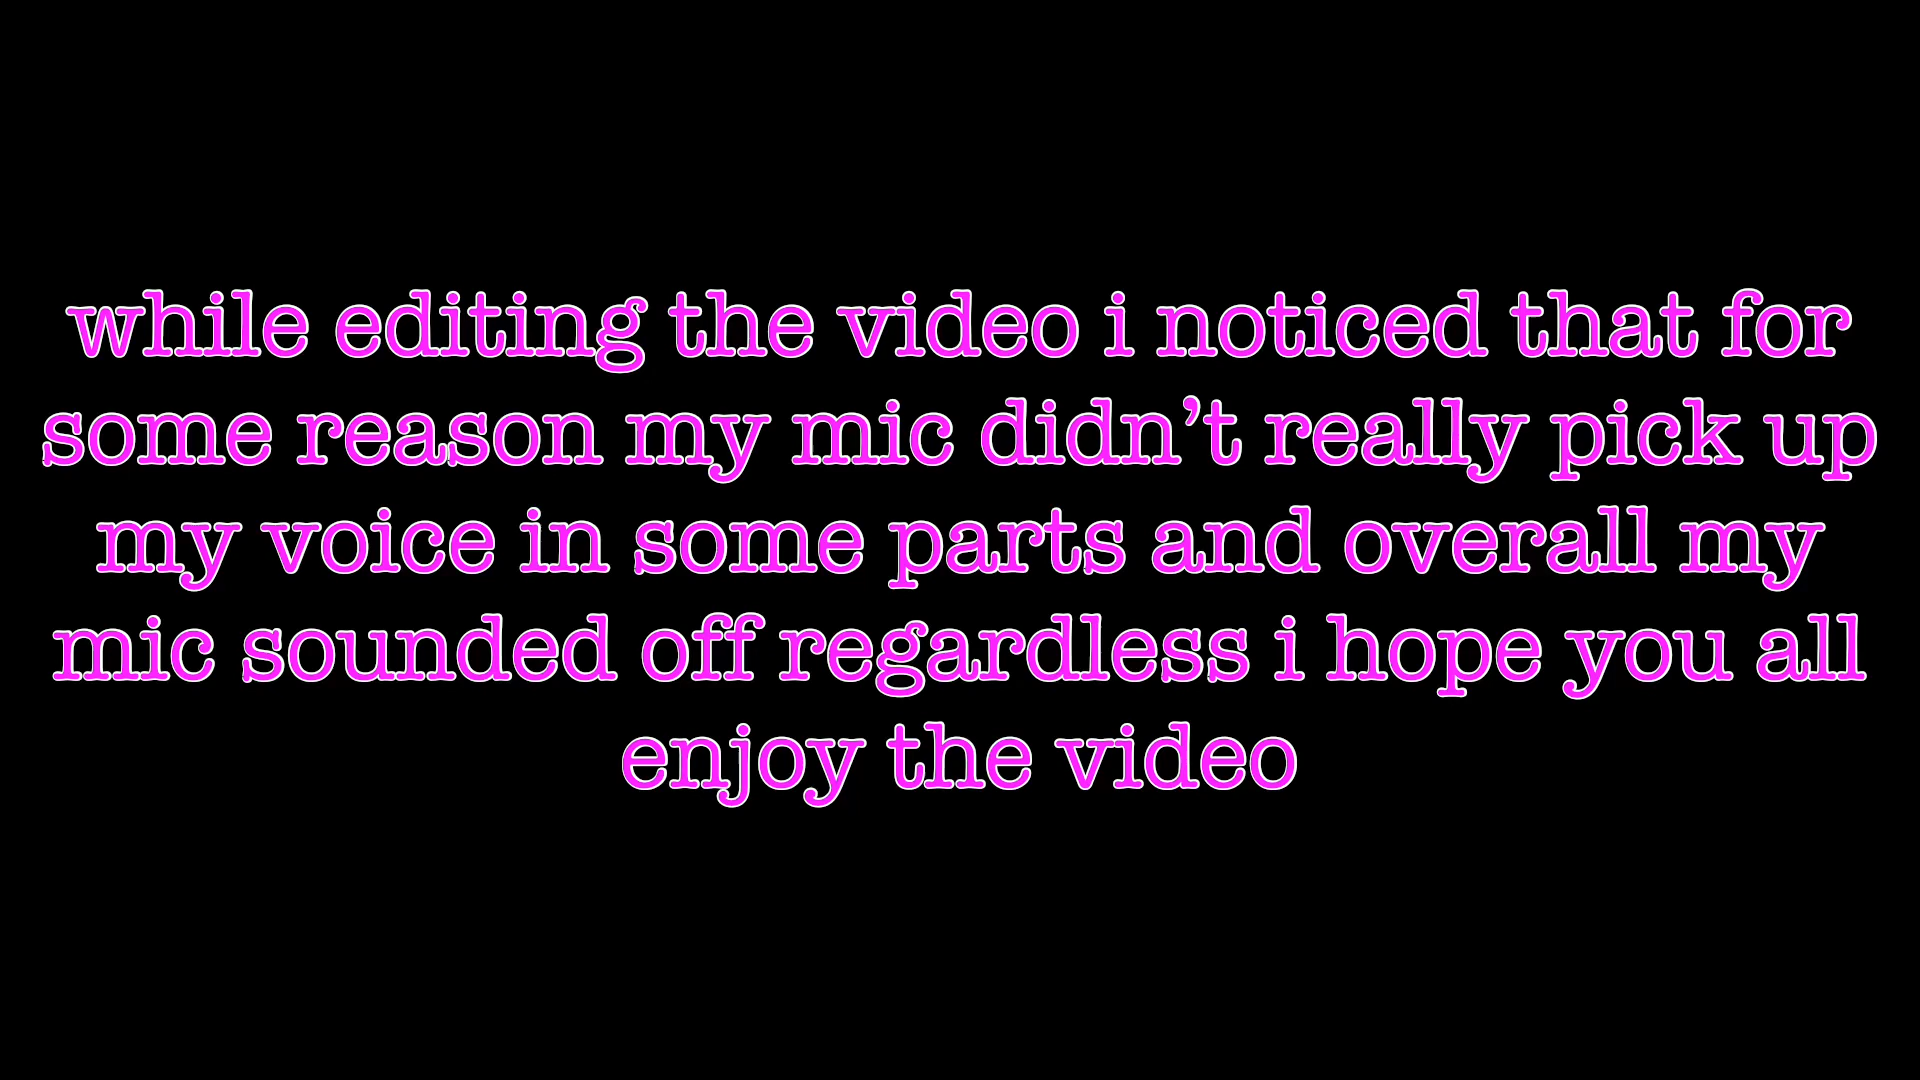 while editing the video i noticed that for
some reason my mic didn’t really pick up
my voice in some parts and overall my
mic sounded off regardless i hope you all
enjoy the video